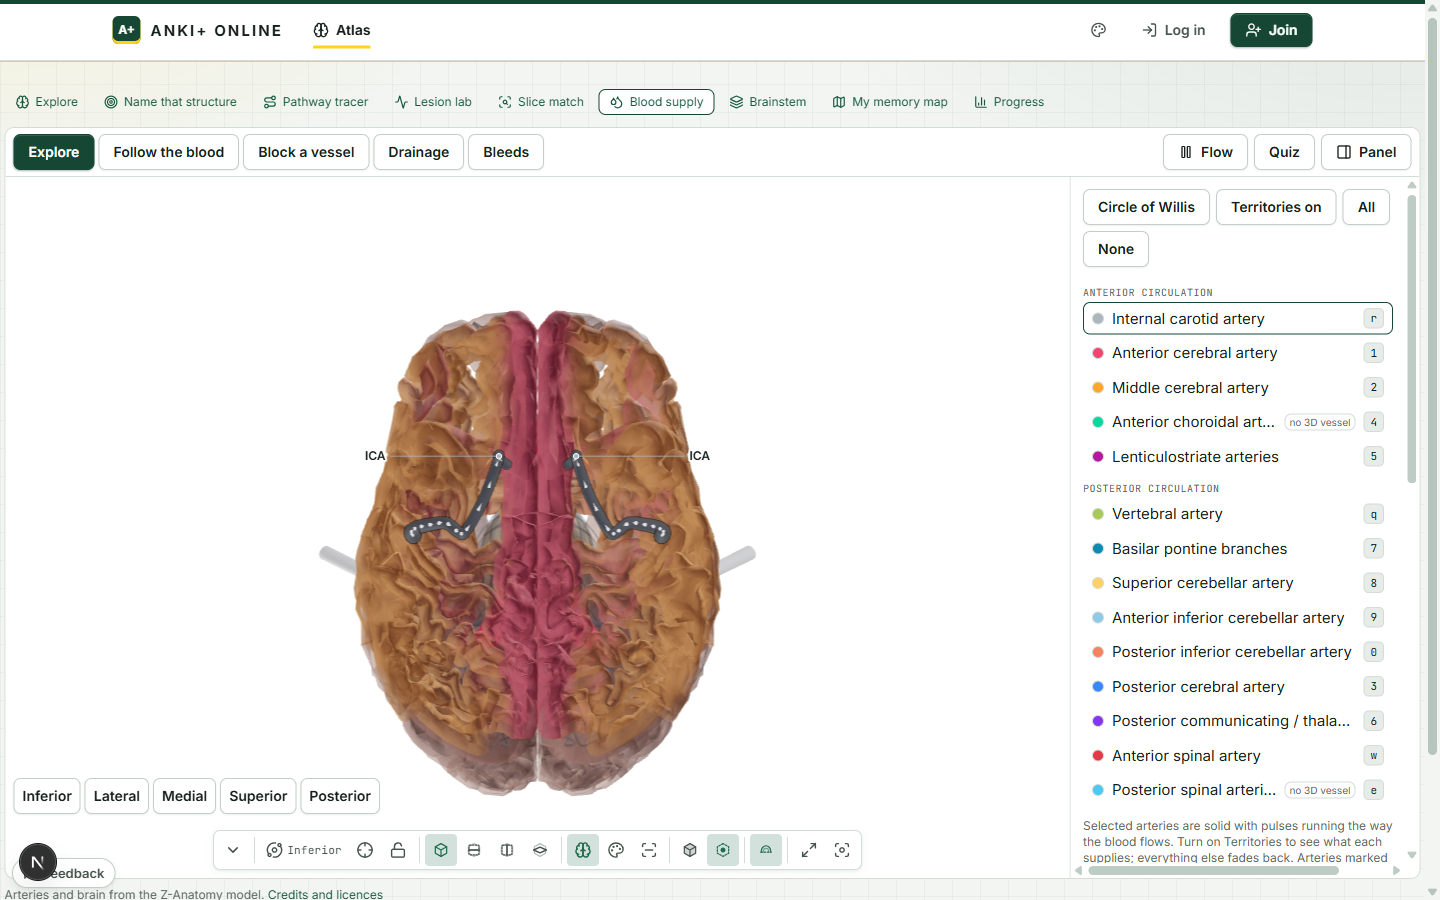 A+ ANKI+ ONLINE Atlas Log in Join
Explore Name that structure Pathway tracer Lesion lab Slice match Blood supply Brainstem My memory map Progress
Explore Follow the blood Block a vessel Drainage Bleeds Flow Quiz Panel
Circle of Willis Territories on All
None
ANTERIOR CIRCULATION
Internal carotid artery r
Anterior cerebral artery 1
Middle cerebral artery 2
Anterior choroidal art... no 3D vessel 4
Lenticulostriate arteries 5
POSTERIOR CIRCULATION
Vertebral artery q
Basilar pontine branches 7
Superior cerebellar artery 8
Anterior inferior cerebellar artery 9
Posterior inferior cerebellar artery 0
Posterior cerebral artery 3
Posterior communicating / thala... 6
Anterior spinal artery w
Posterior spinal arteri... no 3D vessel e
Selected arteries are solid with pulses running the way
the blood flows. Turn on Territories to see what each
supplies; everything else fades back. Arteries marked
ICA ICA
Inferior Lateral Medial Superior Posterior
Inferior
N eedback
Arteries and brain from the Z-Anatomy model. Credits and licences